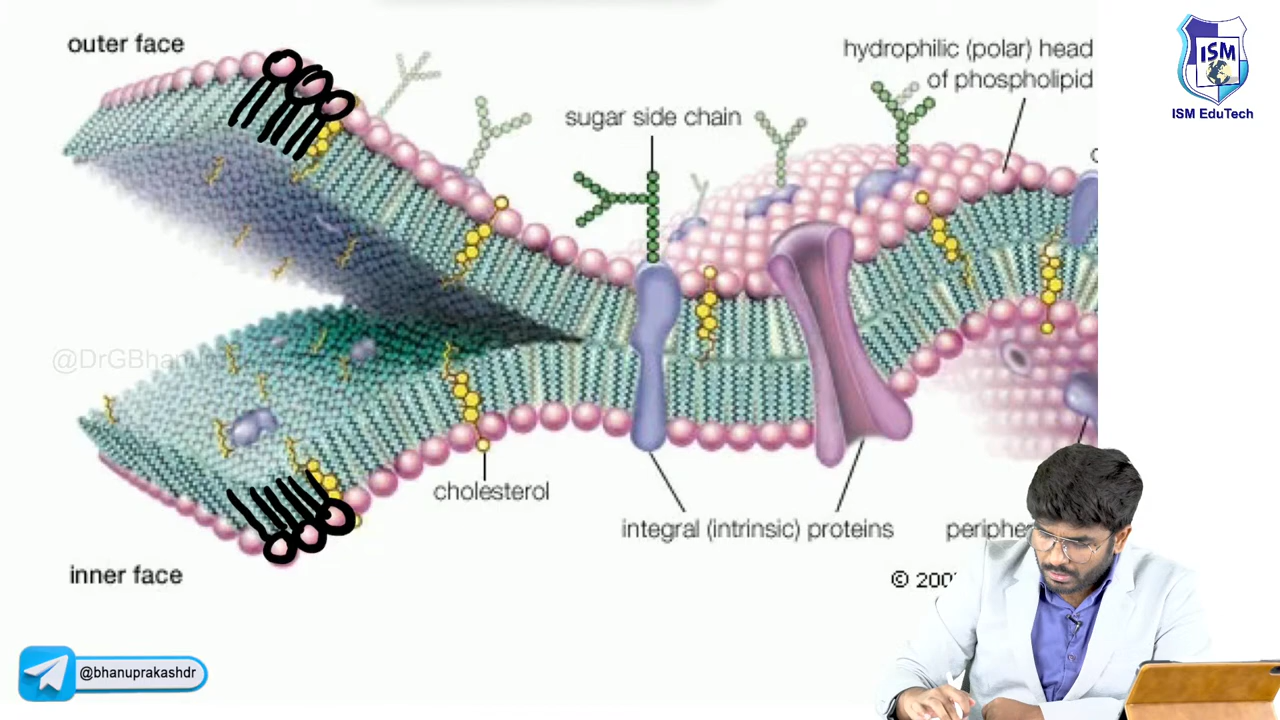 outer face
hydrophilic (polar) head
of phospholipid
sugar side chain
ISM
ISM EduTech
cholesterol
integral (intrinsic) proteins
inner face
@bhanuprakashdr